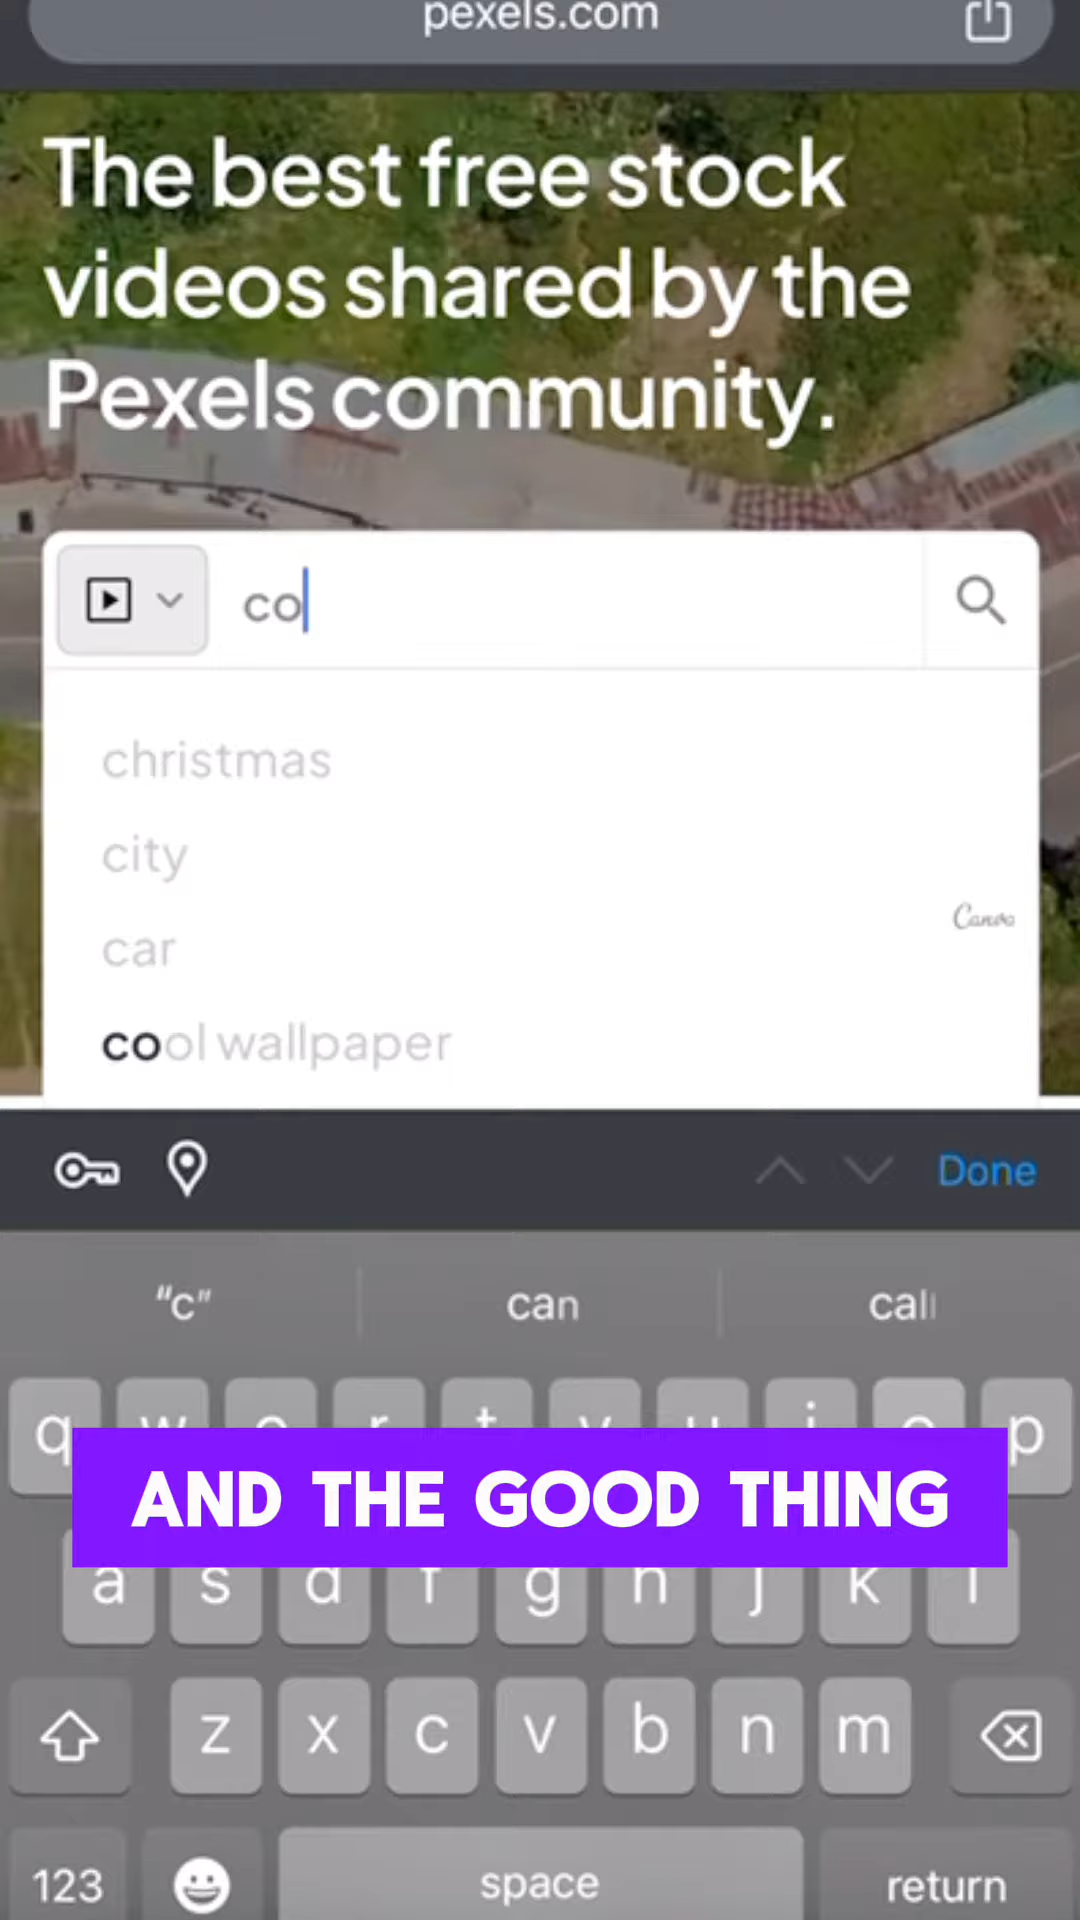 pexels.com
The best free stock
videos shared by the
Pexels community.
co
christmas
city
car
Canva
cool wallpaper
Done
"c" can call
q w e r t y u i o p
AND THE GOOD THING
a s d f g h j k l
z x c v b n m
123 space return